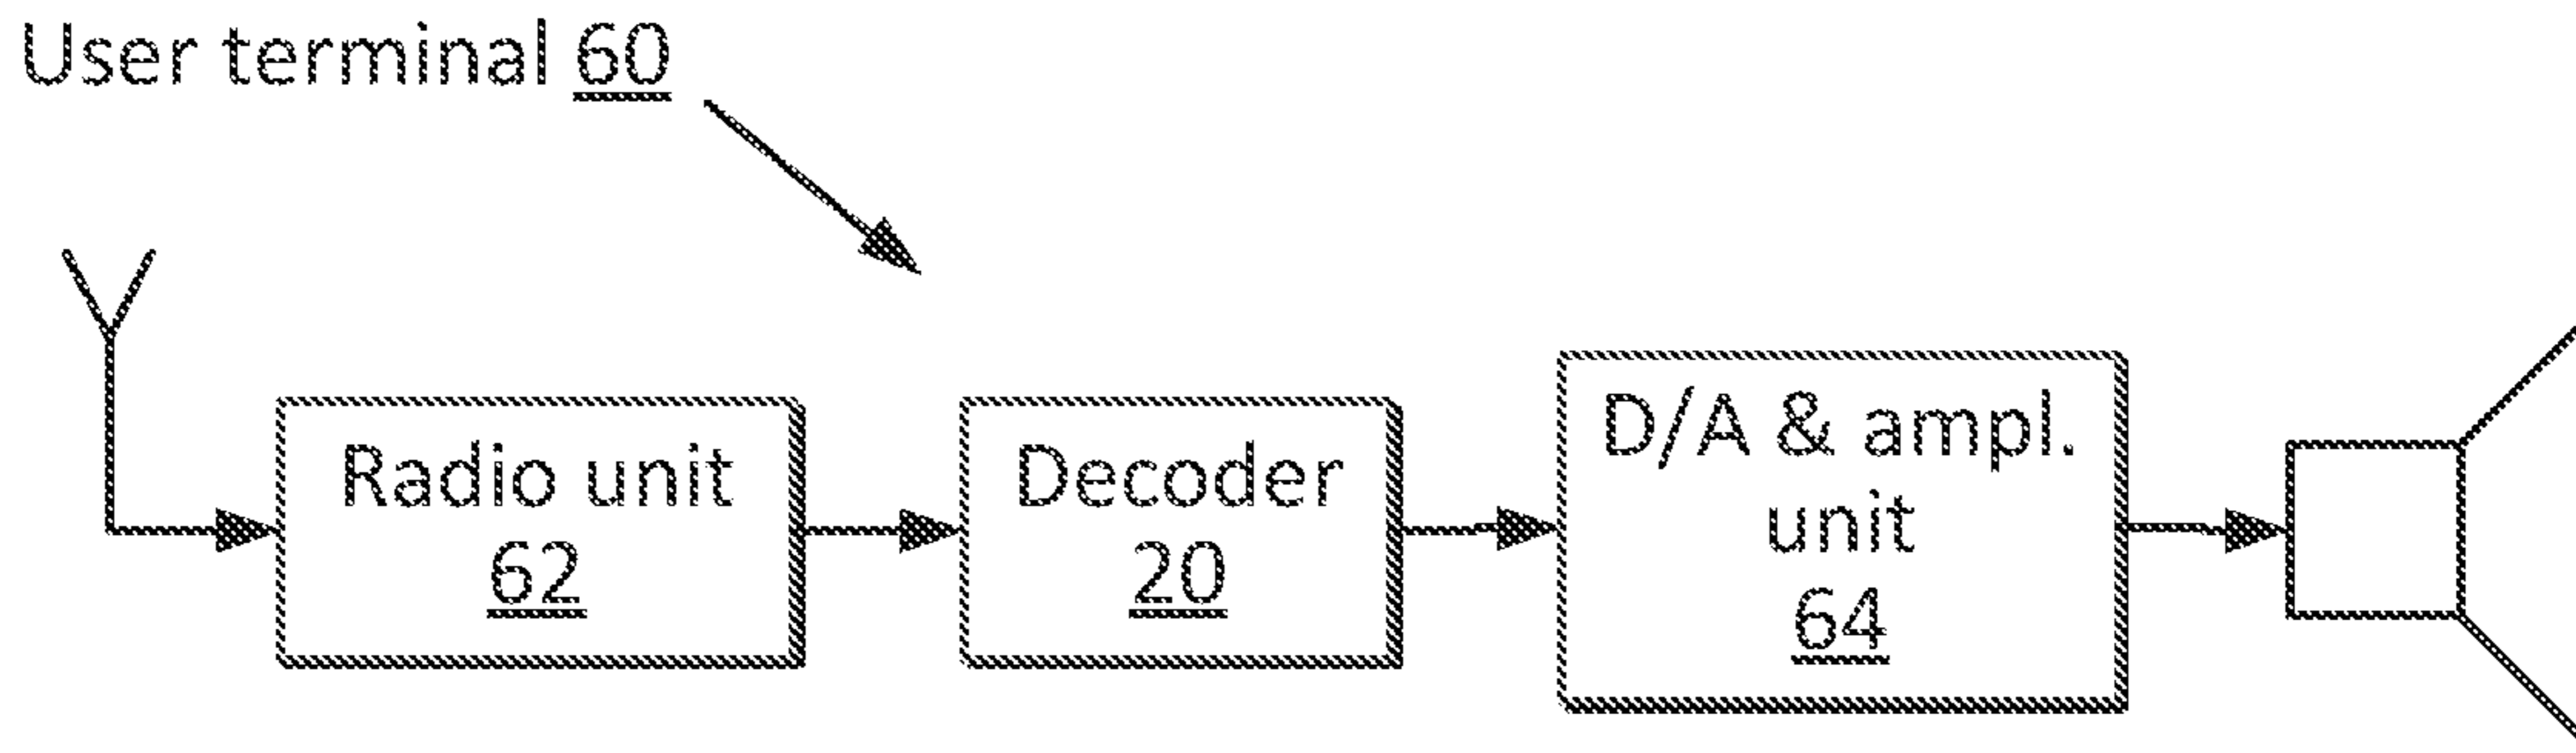 User terminal 60
Radio unit
62
Decoder
20
D/A & ampl.
unit
64